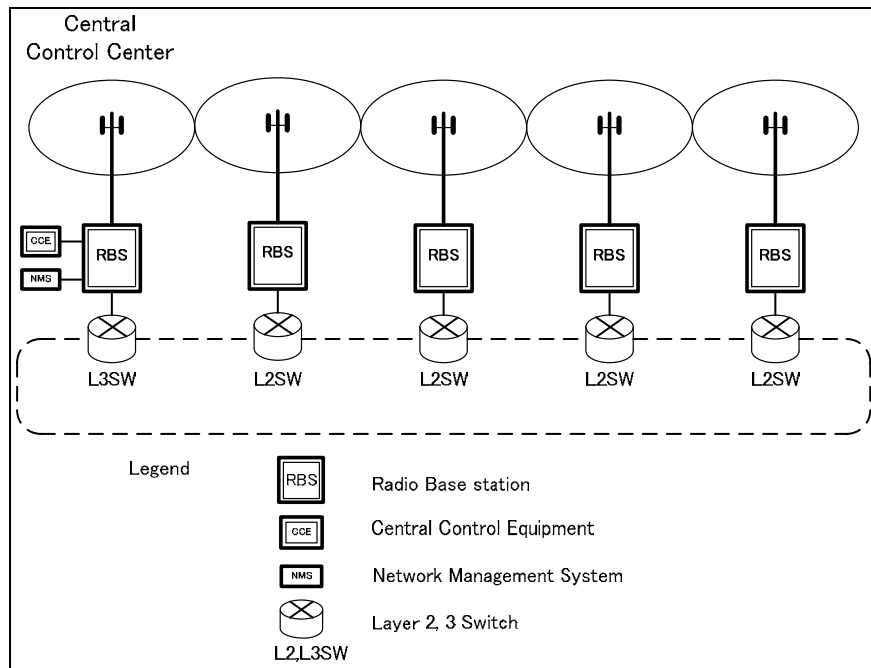 Central
Control Center
CCE
NMS
RBS
RBS
RBS
RBS
RBS
L3SW
L2SW
L2SW
L2SW
L2SW
Legend
RBS
Radio Base station
CCE
Central Control Equipment
NMS
Network Management System
Layer 2, 3 Switch
L2,L3SW